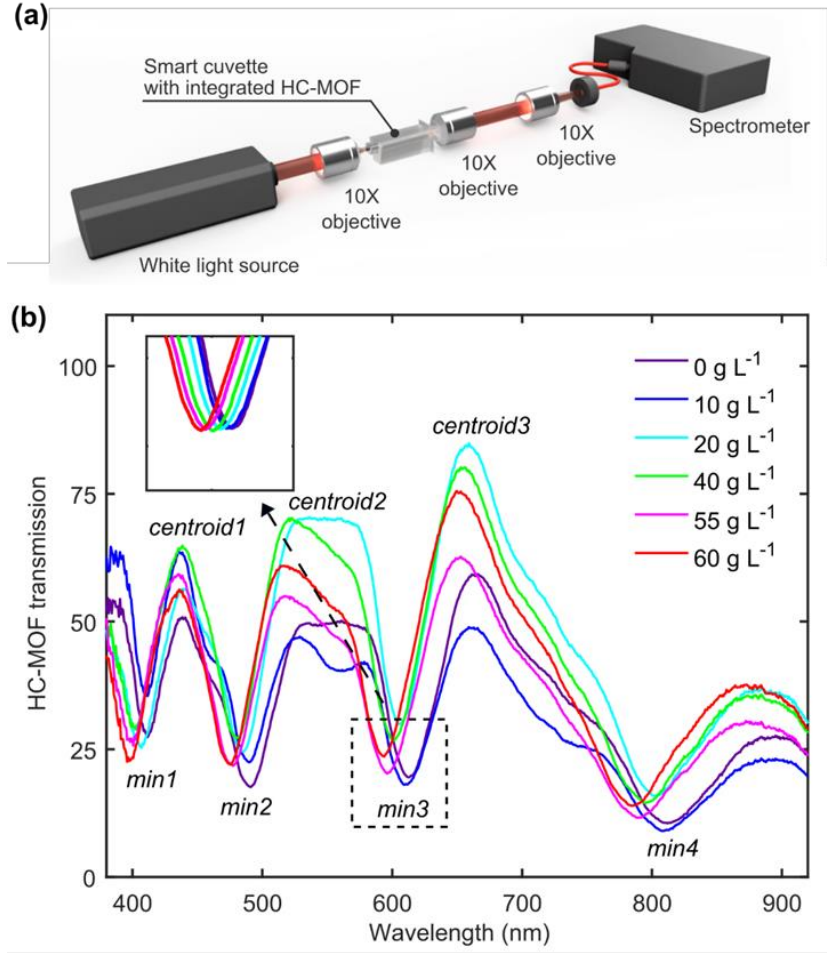 (a)
Smart cuvette
with integrated HC-MOF
10X
objective
10X
objective
10X
objective
Spectrometer
White light source
(b)
100
75
50
25
0
HC-MOF transmission
centroid1
centroid2
centroid3
min1
min2
min3
min4
0 g L⁻¹
10 g L⁻¹
20 g L⁻¹
40 g L⁻¹
55 g L⁻¹
60 g L⁻¹
400
500
600
700
800
900
Wavelength (nm)